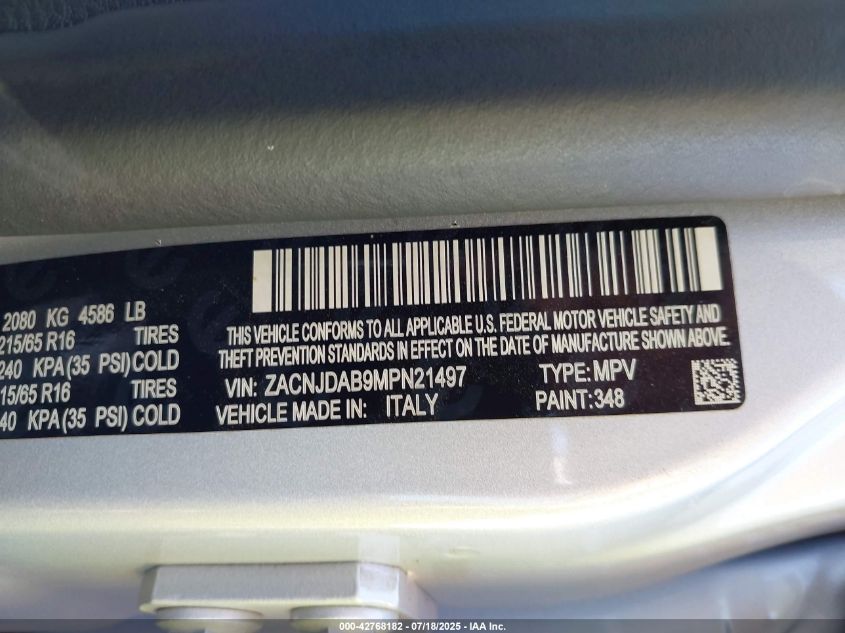 2080 KG 4586 LB
215/65 R16 TIRES
240 KPA(35 PSI)COLD
15/65 R16 TIRES
40 KPA(35 PSI)COLD
THIS VEHICLE CONFORMS TO ALL APPLICABLE U.S. FEDERAL MOTOR VEHICLE SAFETY AND
THEFT PREVENTION STANDARDS IN EFFECT ON THE DATE OF MANUFACTURE SHOWN ABOVE.
VIN: ZACNJDAB9MPN21497 TYPE: MPV
VEHICLE MADE IN: ITALY PAINT:348
000-42768182 - 07/18/2025 - IAA Inc.